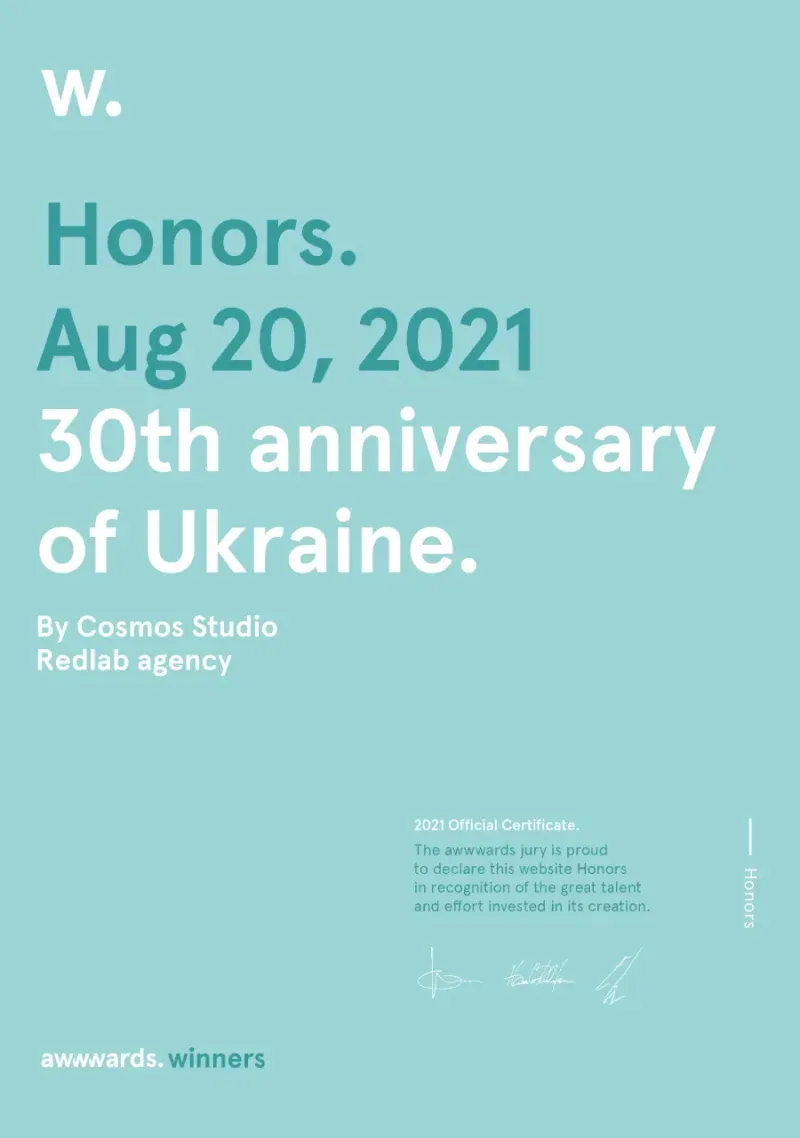 w.
Honors.
Aug 20, 2021
30th anniversary
of Ukraine.
By Cosmos Studio
Redlab agency
2021 Official Certificate.
The awwwards jury is proud
to declare this website Honors
in recognition of the great talent
and effort invested in its creation.
Honors
awwwards. winners